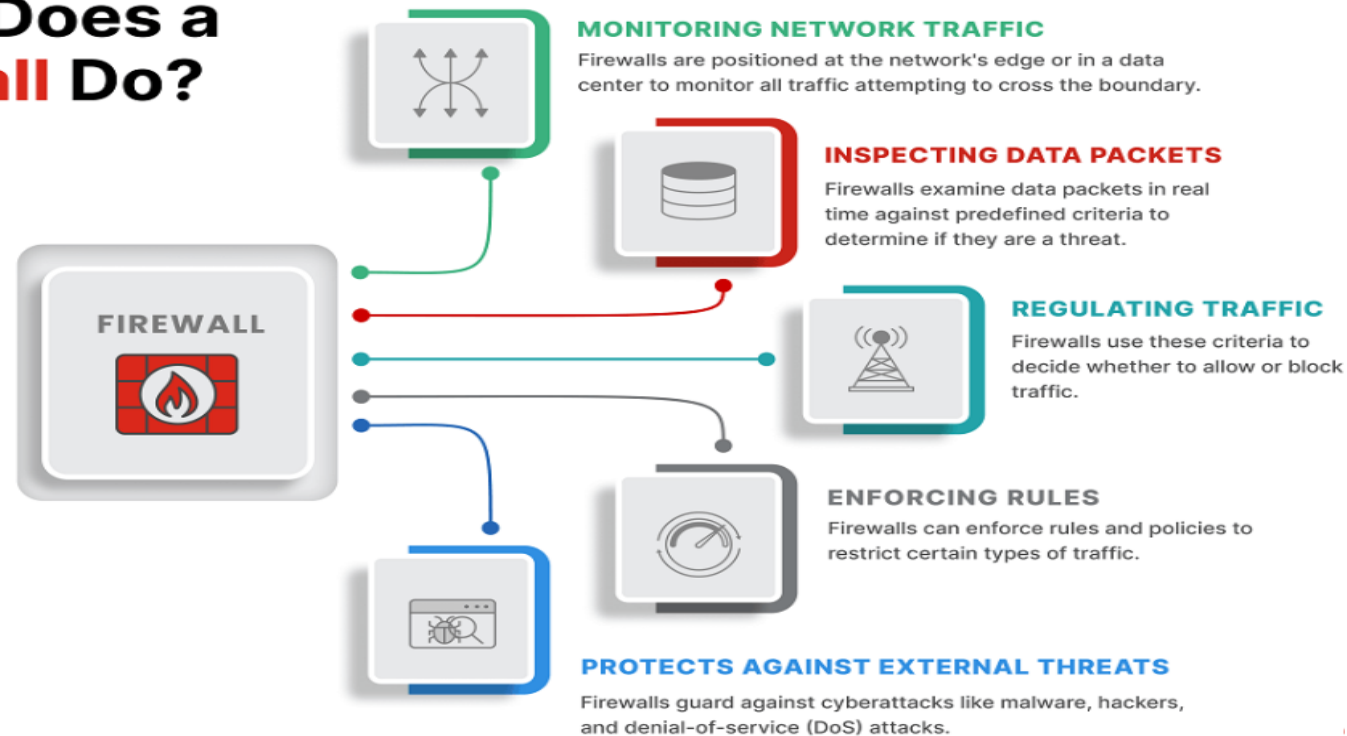 Does a
all Do?
MONITORING NETWORK TRAFFIC
Firewalls are positioned at the network's edge or in a data
center to monitor all traffic attempting to cross the boundary.
INSPECTING DATA PACKETS
Firewalls examine data packets in real
time against predefined criteria to
determine if they are a threat.
REGULATING TRAFFIC
Firewalls use these criteria to
decide whether to allow or block
traffic.
FIREWALL
ENFORCING RULES
Firewalls can enforce rules and policies to
restrict certain types of traffic.
PROTECTS AGAINST EXTERNAL THREATS
Firewalls guard against cyberattacks like malware, hackers,
and denial-of-service (DoS) attacks.